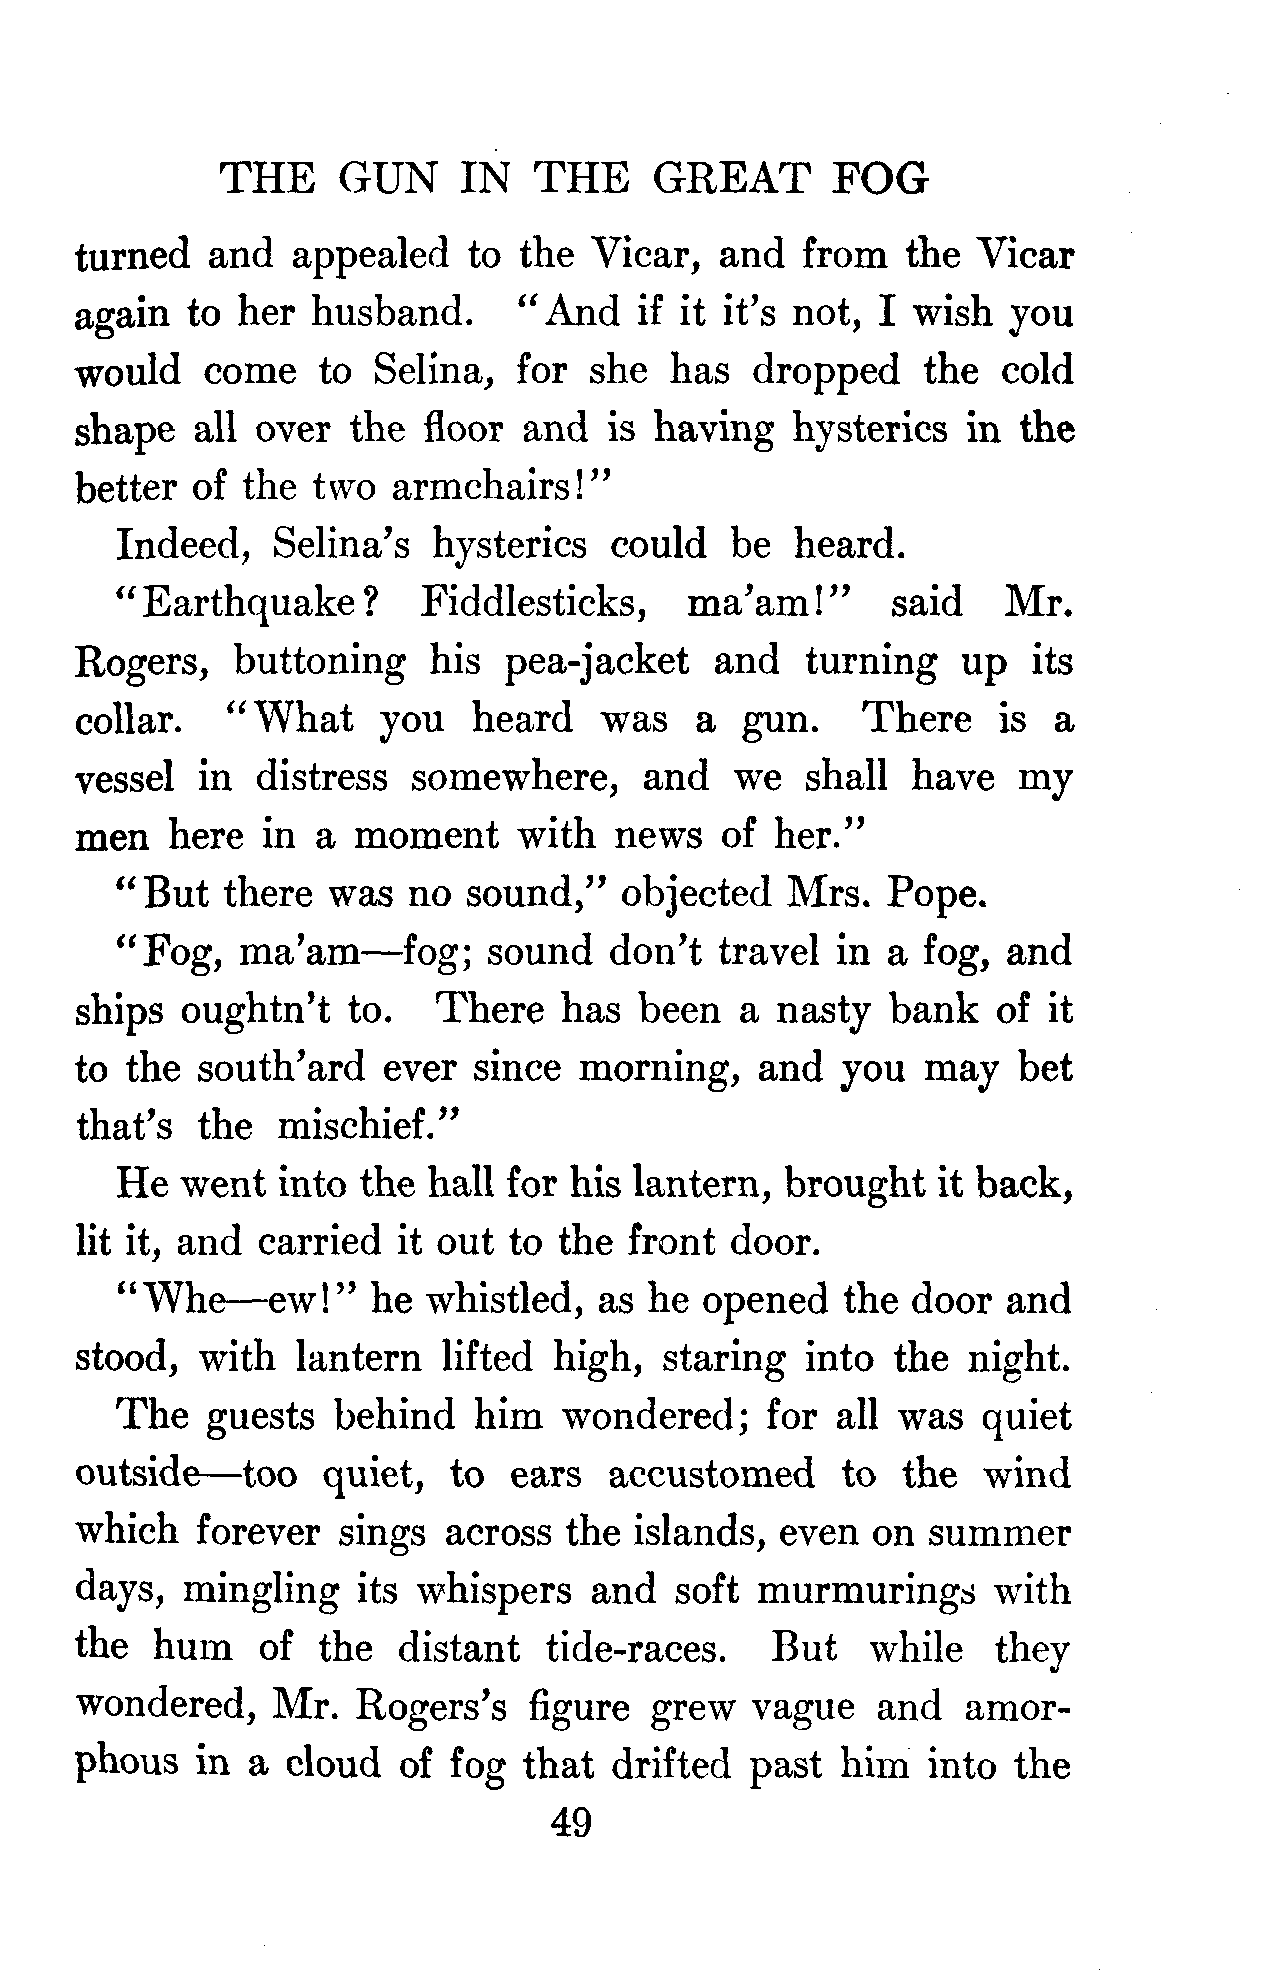 THE GUN IN THE GREAT FOG
turned and appealed to the Vicar, and from the Vicar
again to her husband. "And if it it's not, I wish you
would come to Selina, for she has dropped the cold
shape all over the floor and is having hysterics in the
better of the two armchairs!"
Indeed, Selina's hysterics could be heard.
"Earthquake? Fiddlesticks, ma'am!" said Mr.
Rogers, buttoning his pea-jacket and turning up its
collar. "What you heard was a gun. There is a
vessel in distress somewhere, and we shall have my
men here in a moment with news of her."
"But there was no sound," objected Mrs. Pope.
"Fog, ma'am—fog; sound don't travel in a fog, and
ships oughtn't to. There has been a nasty bank of it
to the south'ard ever since morning, and you may bet
that's the mischief."
He went into the hall for his lantern, brought it back,
lit it, and carried it out to the front door.
"Whe—ew!" he whistled, as he opened the door and
stood, with lantern lifted high, staring into the night.
The guests behind him wondered; for all was quiet
outside—too quiet, to ears accustomed to the wind
which forever sings across the islands, even on summer
days, mingling its whispers and soft murmurings with
the hum of the distant tide-races. But while they
wondered, Mr. Rogers's figure grew vague and amor-
phous in a cloud of fog that drifted past him into the
49